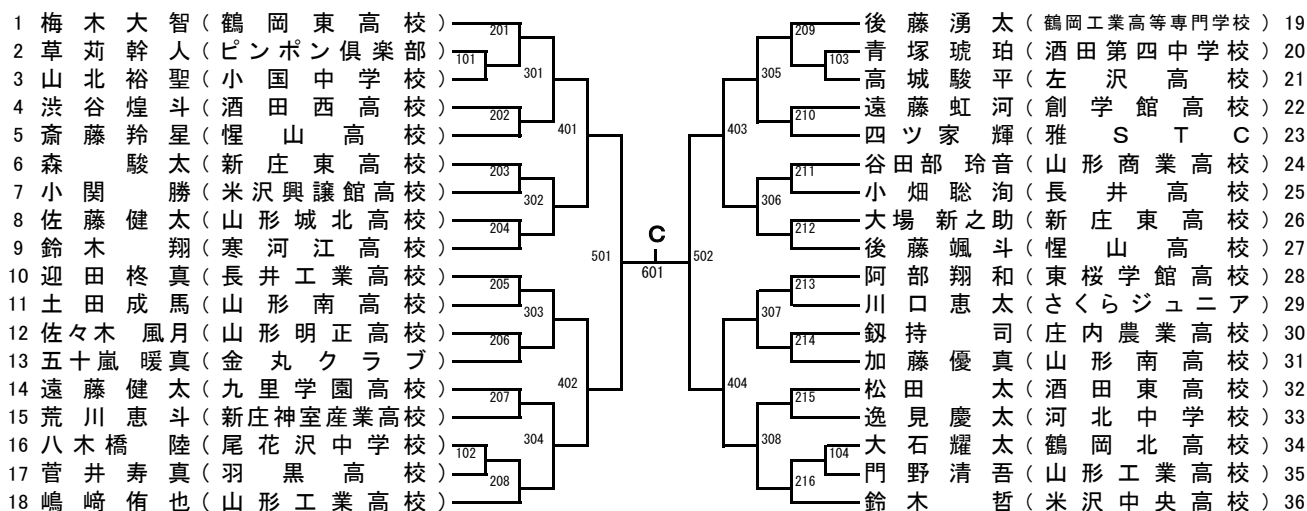 1 梅木大智（鶴岡東高校）
2 草苅幹人（ピンポン倶楽部）
3 山北裕聖（小国中学校）
4 渋谷煌斗（酒田西高校）
5 斎藤羚星（惺山高校）
6 森 駿太（新庄東高校）
7 小関 勝（米沢興譲館高校）
8 佐藤健太（山形城北高校）
9 鈴木 翔（寒河江高校）
10 迎田柊真（長井工業高校）
11 土田成馬（山形南高校）
12 佐々木 風月（山形明正高校）
13 五十嵐 暖真（金丸クラブ）
14 遠藤健太（九里学園高校）
15 荒川恵斗（新庄神室産業高校）
16 八木橋 陸（尾花沢中学校）
17 菅井寿真（羽黒高校）
18 嶋﨑侑也（山形工業高校）
201
101
301
202
401
203
302
204
501
205
303
206
402
207
304
102
208
C
601
502
209
103
305
210
403
211
306
212
213
307
214
404
215
308
104
216
後藤湧太（鶴岡工業高等専門学校）19
青塚琥珀（酒田第四中学校）20
高城駿平（左沢高校）21
遠藤虹河（創学館高校）22
四ツ家輝（雅STC）23
谷田部 玲音（山形商業高校）24
小畑聡洵（長井高校）25
大場 新之助（新庄東高校）26
後藤颯斗（惺山高校）27
阿部翔和（東桜学館高校）28
川口恵太（さくらジュニア）29
釼持 司（庄内農業高校）30
加藤優真（山形南高校）31
松田 太（酒田東高校）32
逸見慶太（河北中学校）33
大石耀太（鶴岡北高校）34
門野清吾（山形工業高校）35
鈴木 哲（米沢中央高校）36